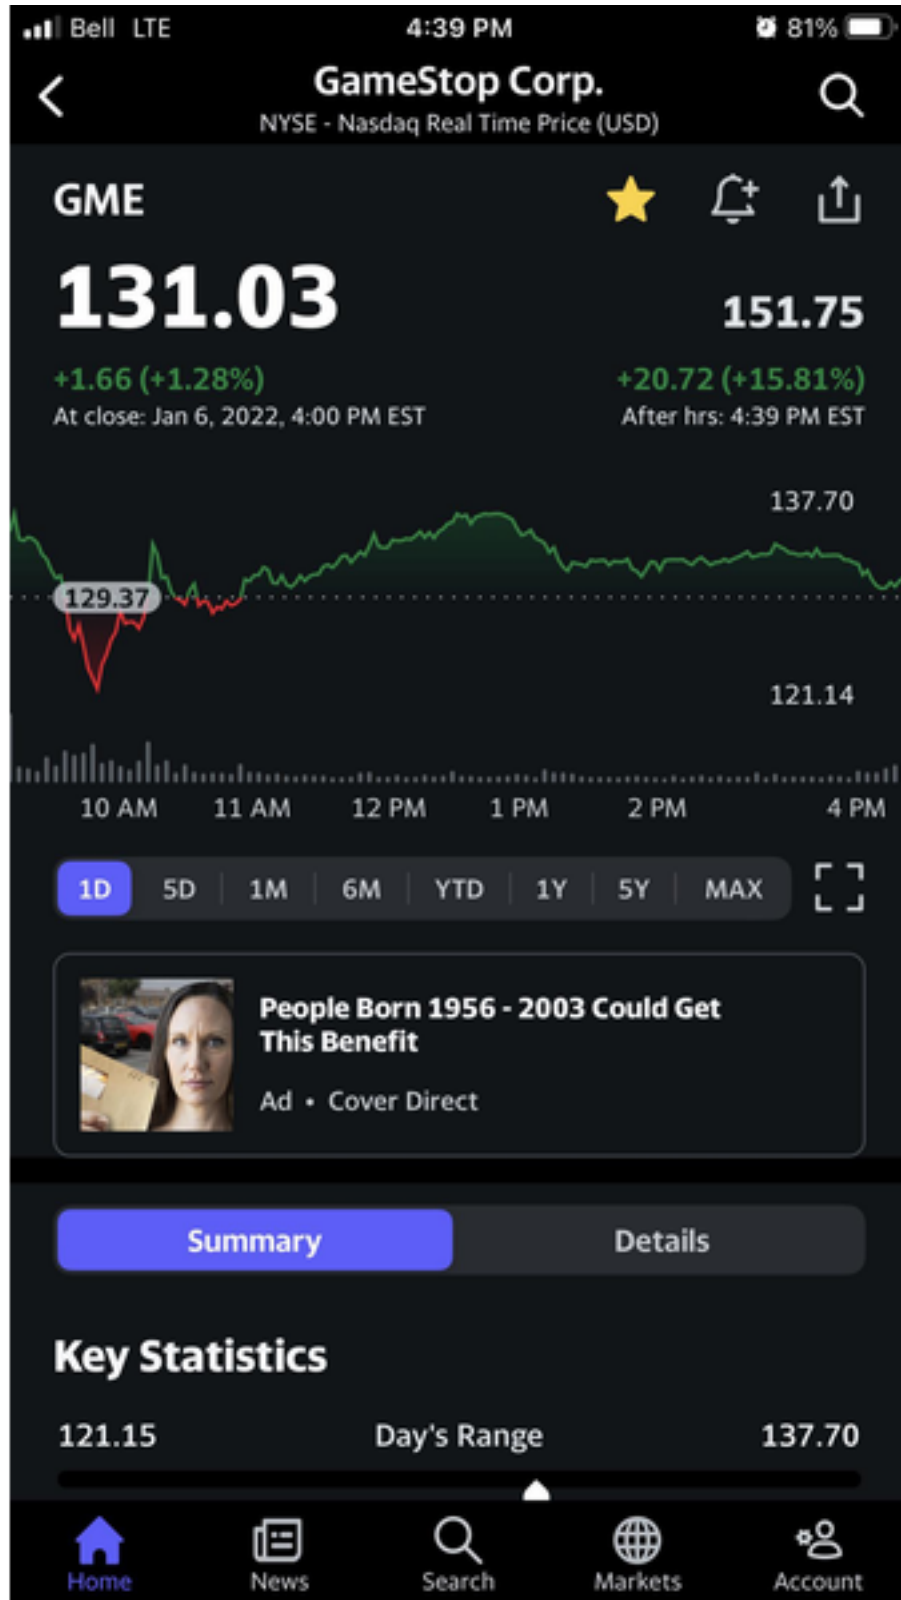 Bell LTE 4:39 PM 81%
GameStop Corp.
NYSE - Nasdaq Real Time Price (USD)
GME
131.03 151.75
+1.66 (+1.28%) +20.72 (+15.81%)
At close: Jan 6, 2022, 4:00 PM EST After hrs: 4:39 PM EST
137.70
129.37
121.14
10 AM 11 AM 12 PM 1 PM 2 PM 4 PM
1D 5D 1M 6M YTD 1Y 5Y MAX
People Born 1956 - 2003 Could Get
This Benefit
Ad • Cover Direct
Summary Details
Key Statistics
121.15 Day's Range 137.70
Home News Search Markets Account